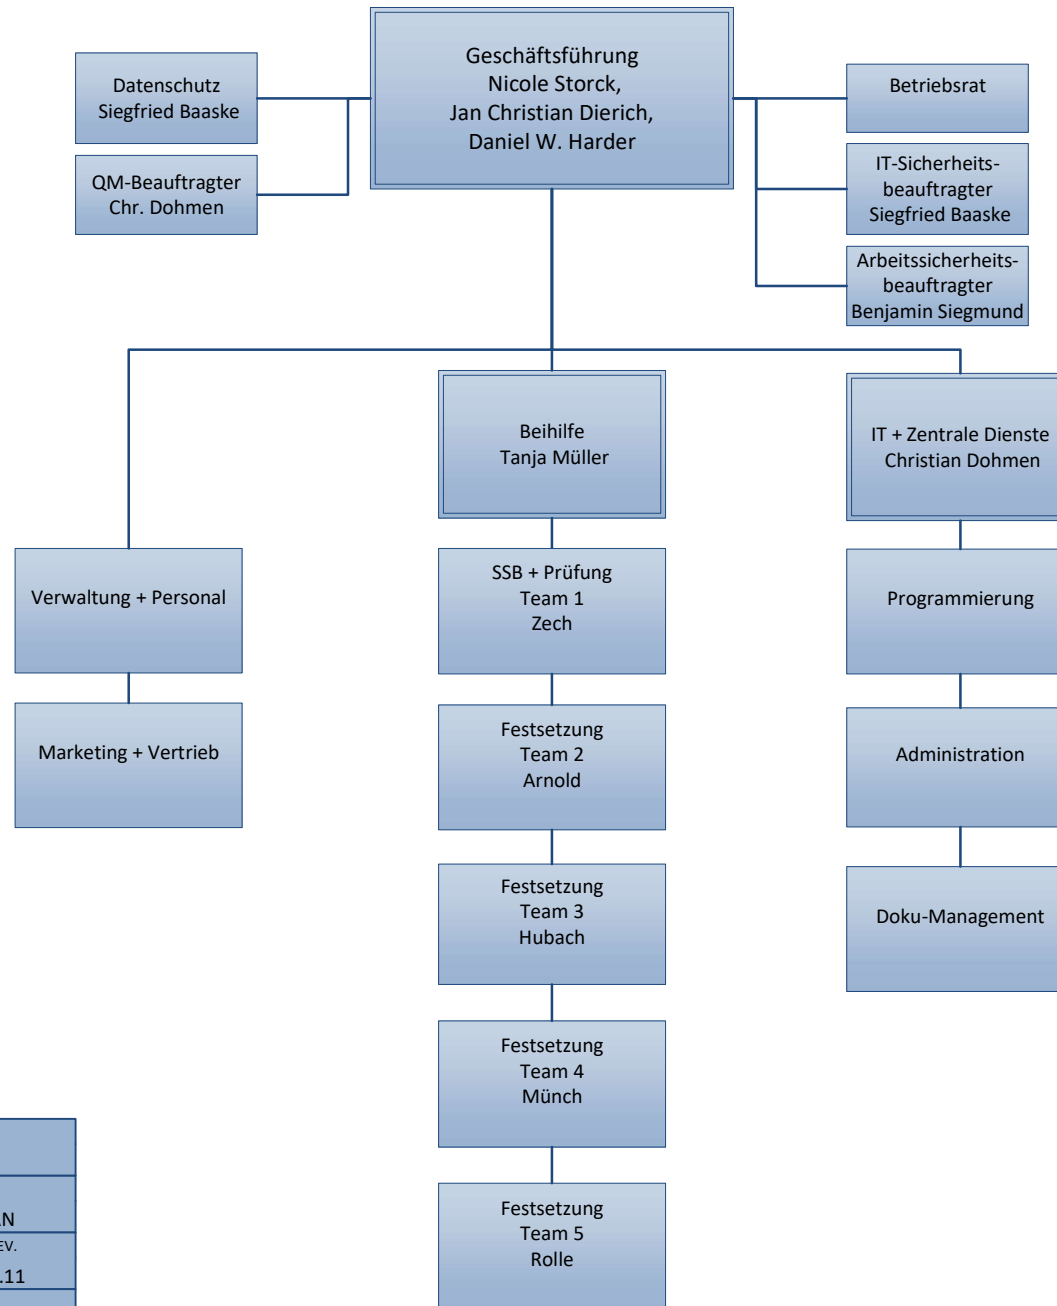 Geschäftsführung
Nicole Storck,
Jan Christian Dierich,
Daniel W. Harder
Datenschutz
Siegfried Baaske
QM-Beauftragter
Chr. Dohmen
Betriebsrat
IT-Sicherheits-
beauftragter
Siegfried Baaske
Arbeitssicherheits-
beauftragter
Benjamin Siegmund
Beihilfe
Tanja Müller
IT + Zentrale Dienste
Christian Dohmen
Verwaltung + Personal
Marketing + Vertrieb
SSB + Prüfung
Team 1
Zech
Festsetzung
Team 2
Arnold
Festsetzung
Team 3
Hubach
Festsetzung
Team 4
Münch
Festsetzung
Team 5
Rolle
Programmierung
Administration
Doku-Management
.11